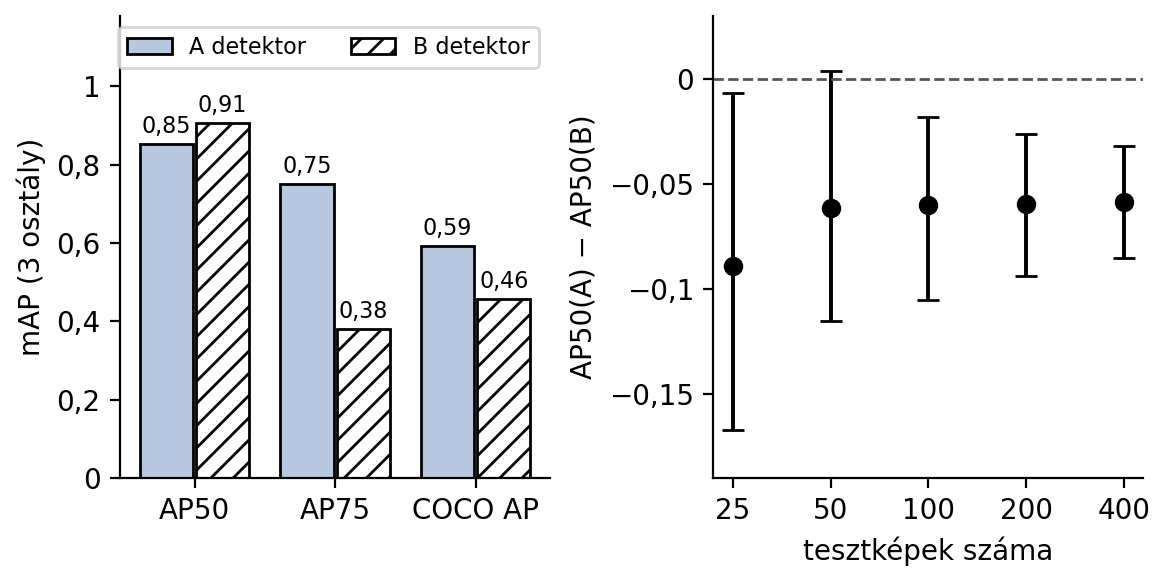 A detektor B detektor
mAP (3 osztály)
1
0,8
0,6
0,4
0,2
0
0,85
0,91
0,75
0,38
0,59
0,46
AP50 AP75 COCO AP
AP50(A) − AP50(B)
0
−0,05
−0,1
−0,15
25 50 100 200 400
tesztképek száma